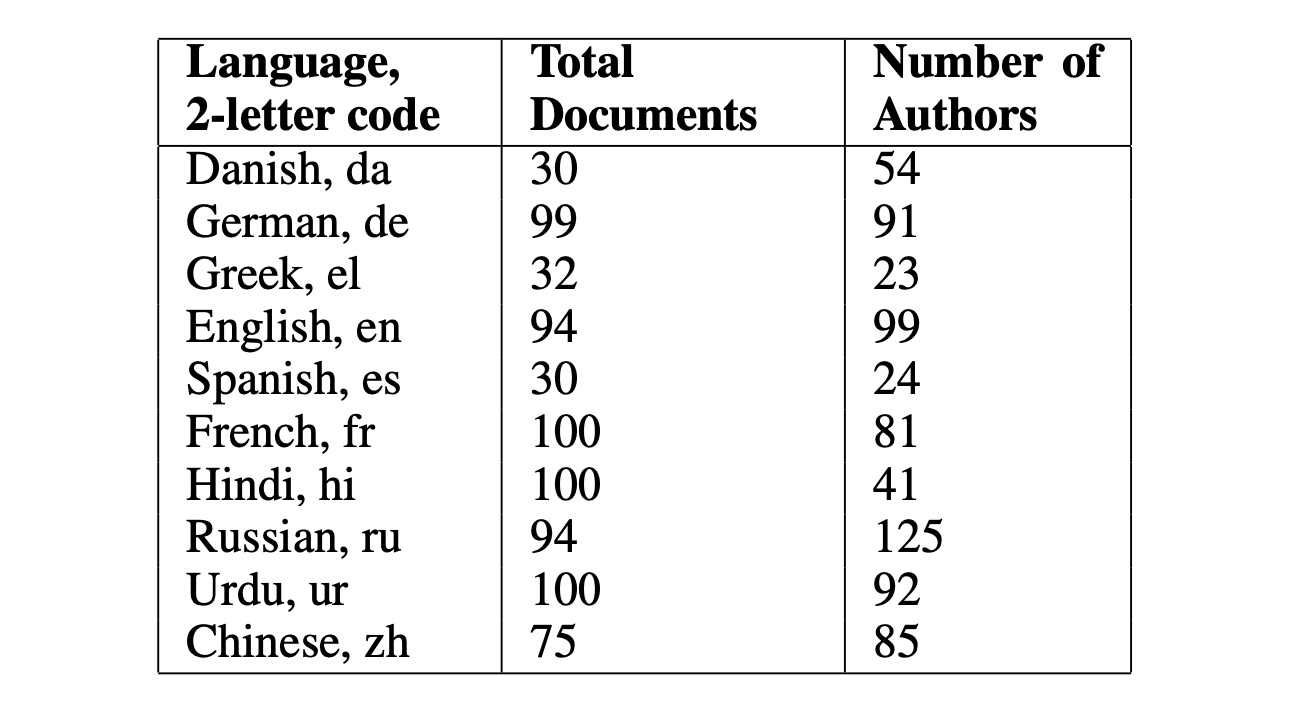 Language, 2-letter code Total Documents Number of Authors
Danish, da 30 54
German, de 99 91
Greek, el 32 23
English, en 94 99
Spanish, es 30 24
French, fr 100 81
Hindi, hi 100 41
Russian, ru 94 125
Urdu, ur 100 92
Chinese, zh 75 85